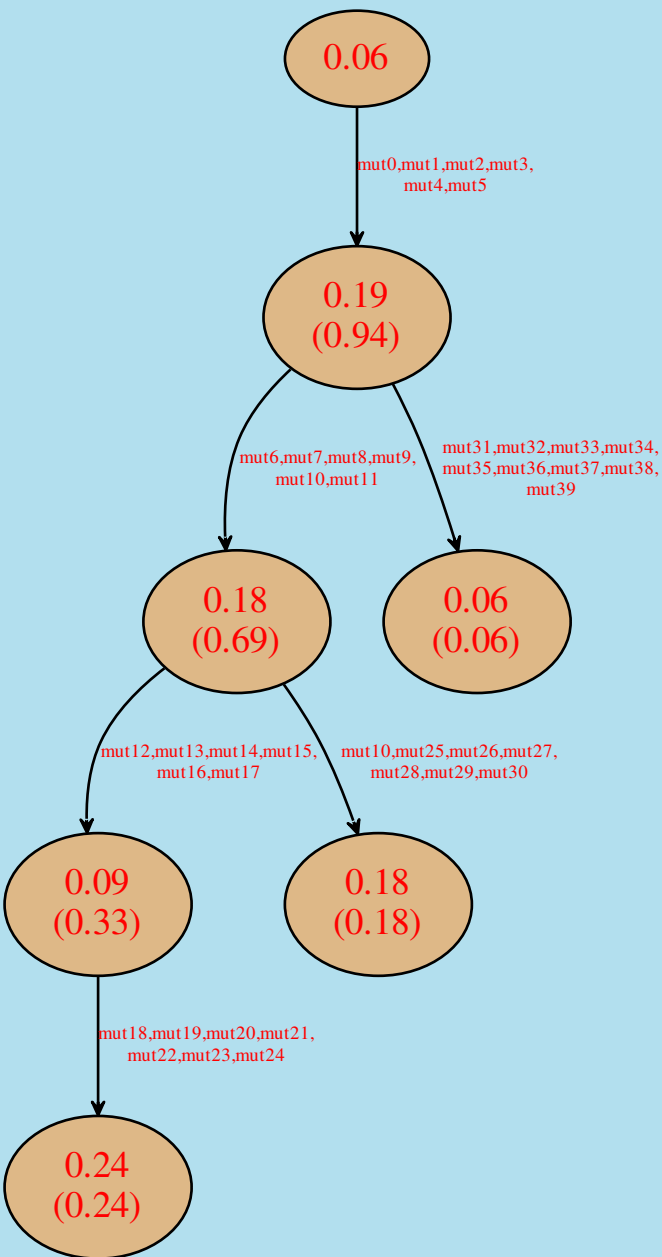 0.06
mut0,mut1,mut2,mut3,
mut4,mut5
0.19
(0.94)
mut6,mut7,mut8,mut9,
mut10,mut11
mut31,mut32,mut33,mut34,
mut35,mut36,mut37,mut38,
mut39
0.18
(0.69)
0.06
(0.06)
mut12,mut13,mut14,mut15,
mut16,mut17
mut10,mut25,mut26,mut27,
mut28,mut29,mut30
0.09
(0.33)
0.18
(0.18)
mut18,mut19,mut20,mut21,
mut22,mut23,mut24
0.24
(0.24)